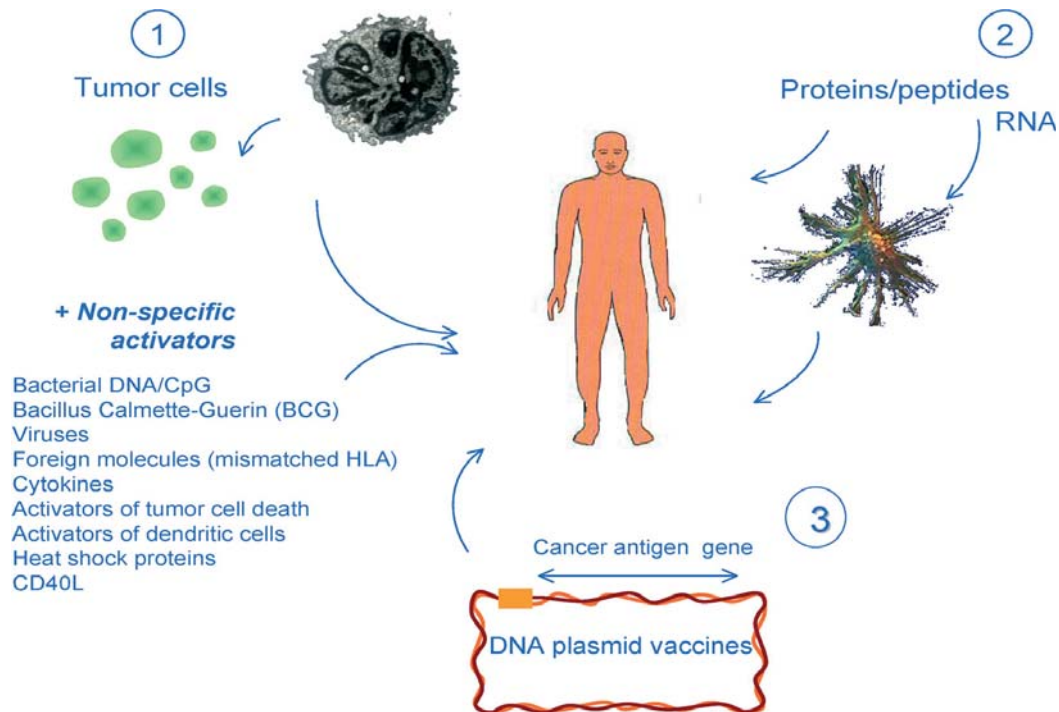 1
Tumor cells
+ Non-specific
activators
Bacterial DNA/CpG
Bacillus Calmette-Guerin (BCG)
Viruses
Foreign molecules (mismatched HLA)
Cytokines
Activators of tumor cell death
Activators of dendritic cells
Heat shock proteins
CD40L
2
Proteins/peptides
RNA
3
Cancer antigen gene
DNA plasmid vaccines